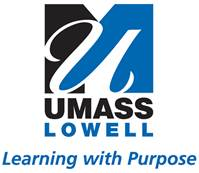 U
UMASS
LOWELL
Learning with Purpose